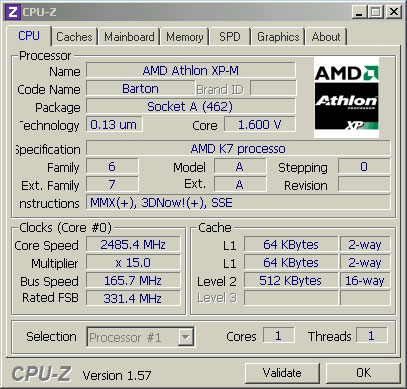 CPU-Z
CPU Caches Mainboard Memory SPD Graphics About
Processor
Name AMD Athlon XP-M
Code Name Barton Brand ID
Package Socket A (462)
Technology 0.13 um Core 1.600 V
AMD Athlon PROCESSOR XP
Specification AMD K7 processo
Family 6 Model A Stepping 0
Ext. Family 7 Ext. A Revision
Instructions MMX(+), 3DNow!(+), SSE
Clocks (Core #0)
Core Speed 2485.4 MHz
Multiplier x 15.0
Bus Speed 165.7 MHz
Rated FSB 331.4 MHz
Cache
L1 64 KBytes 2-way
L1 64 KBytes 2-way
Level 2 512 KBytes 16-way
Level 3
Selection Processor #1 Cores 1 Threads 1
CPU-Z Version 1.57 Validate OK